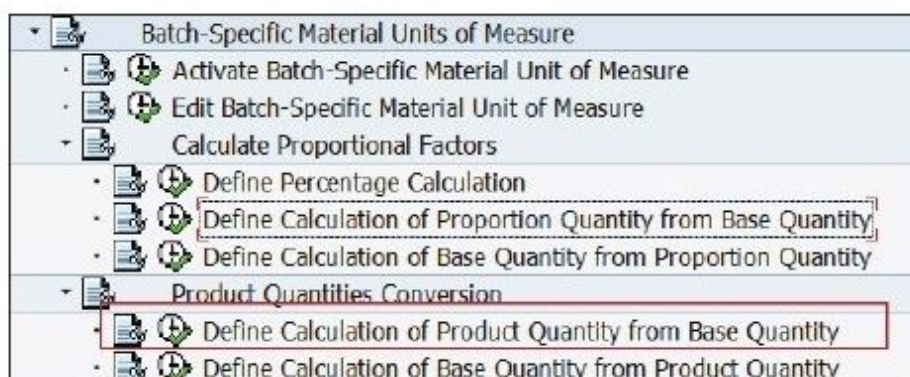 Batch-Specific Material Units of Measure
Activate Batch-Specific Material Unit of Measure
Edit Batch-Specific Material Unit of Measure
Calculate Proportional Factors
Define Percentage Calculation
Define Calculation of Proportion Quantity from Base Quantity
Define Calculation of Base Quantity from Proportion Quantity
Product Quantities Conversion
Define Calculation of Product Quantity from Base Quantity
Define Calculation of Base Quantity from Product Quantity